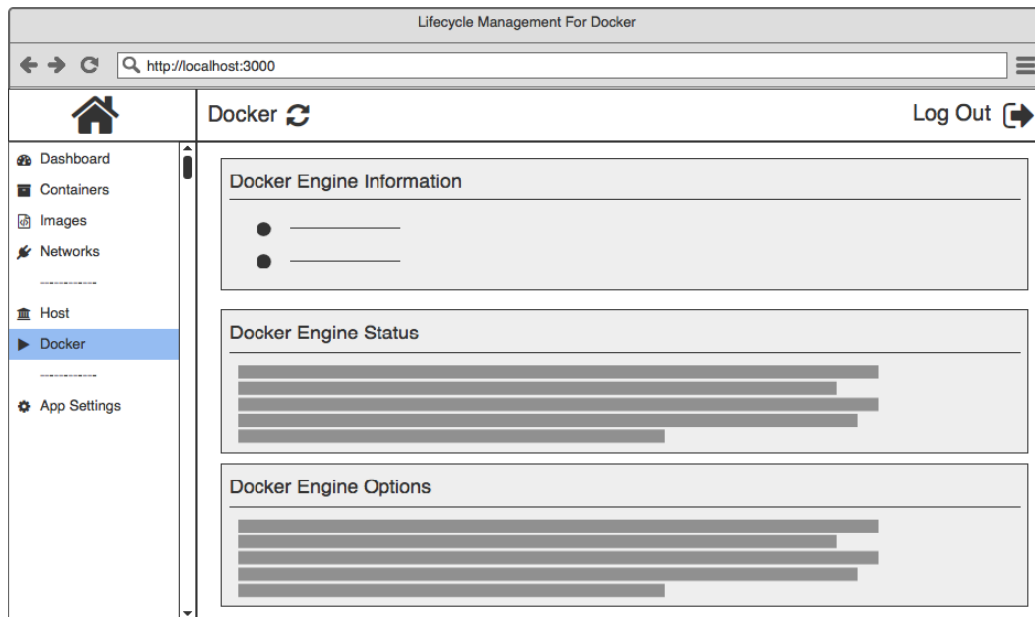 Lifecycle Management For Docker
http://localhost:3000
Docker
Log Out
Dashboard
Containers
Images
Networks
------------
Host
Docker
------------
App Settings
Docker Engine Information
Docker Engine Status
Docker Engine Options